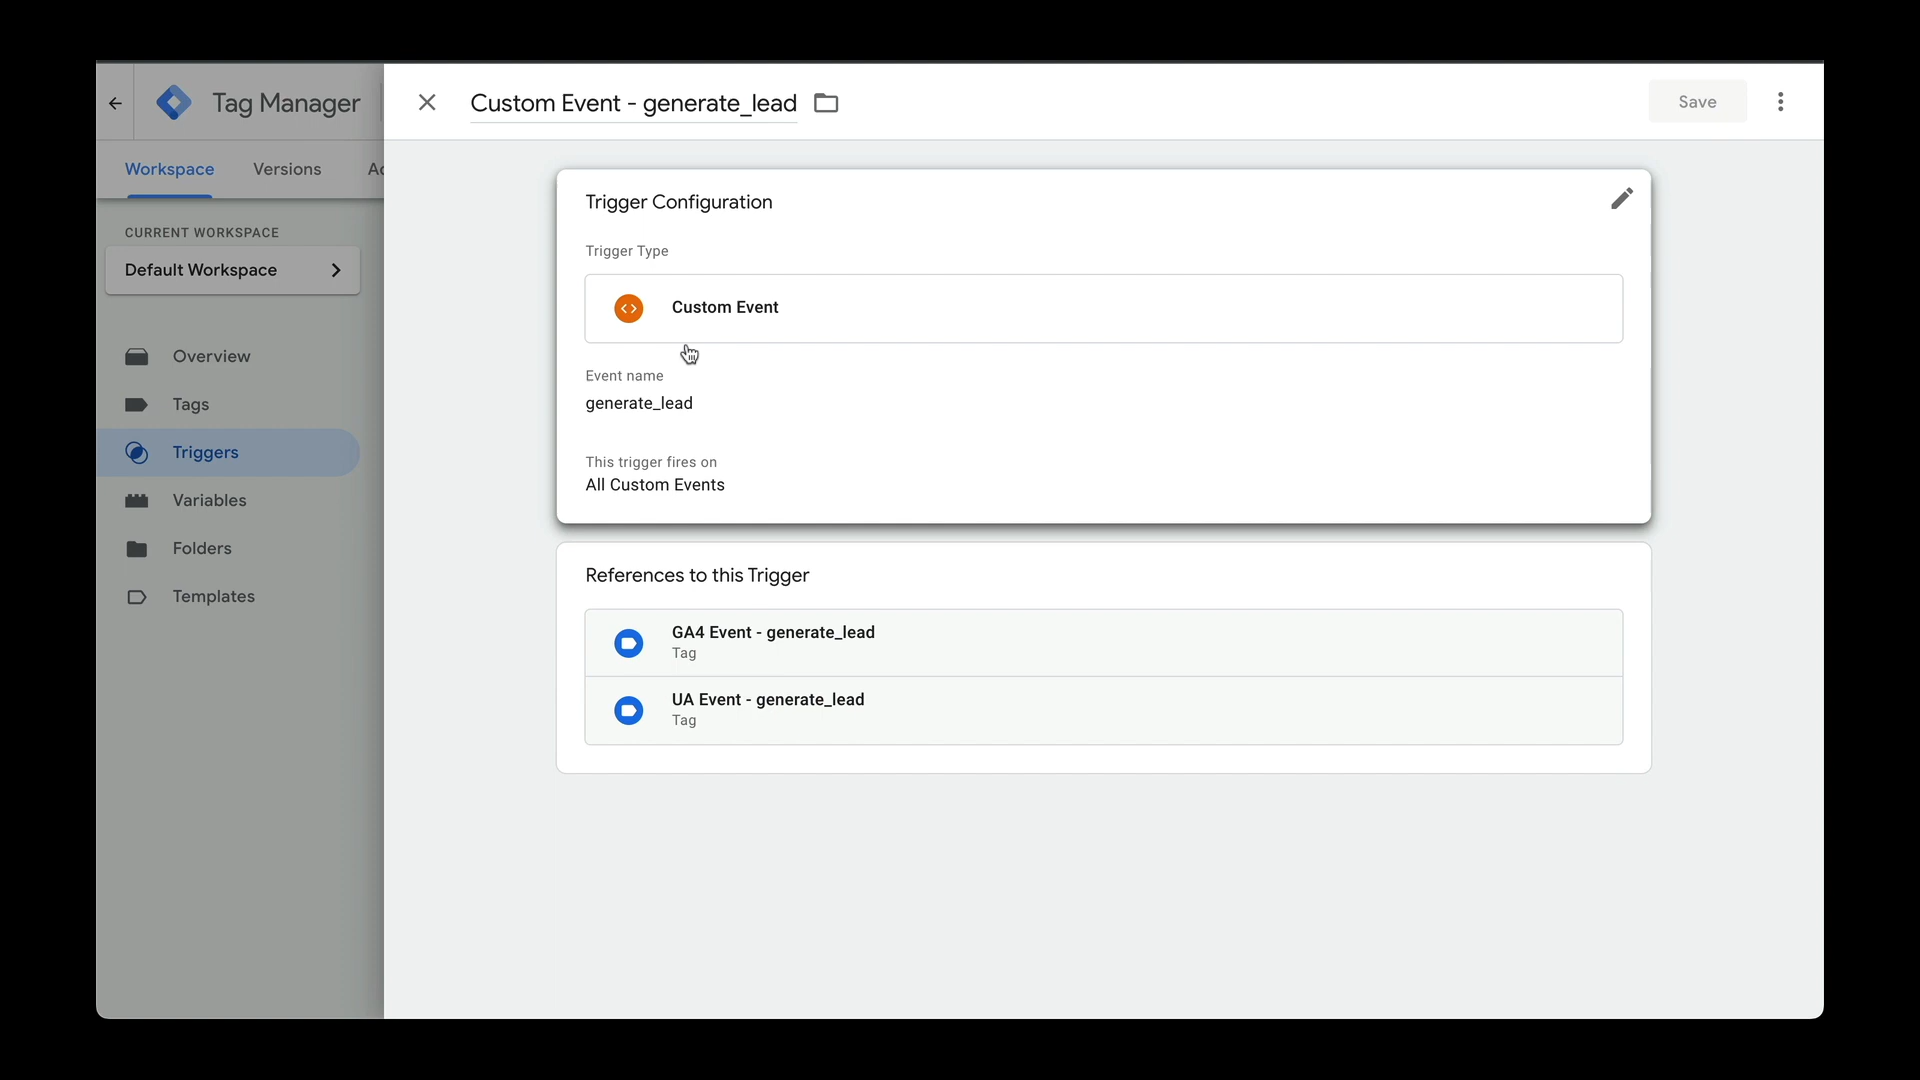 Tag Manager
Custom Event - generate_lead
Save
Workspace
Versions
CURRENT WORKSPACE
Default Workspace
Overview
Tags
Triggers
Variables
Folders
Templates
Trigger Configuration
Trigger Type
Custom Event
Event name
generate_lead
This trigger fires on
All Custom Events
References to this Trigger
GA4 Event - generate_lead
Tag
UA Event - generate_lead
Tag